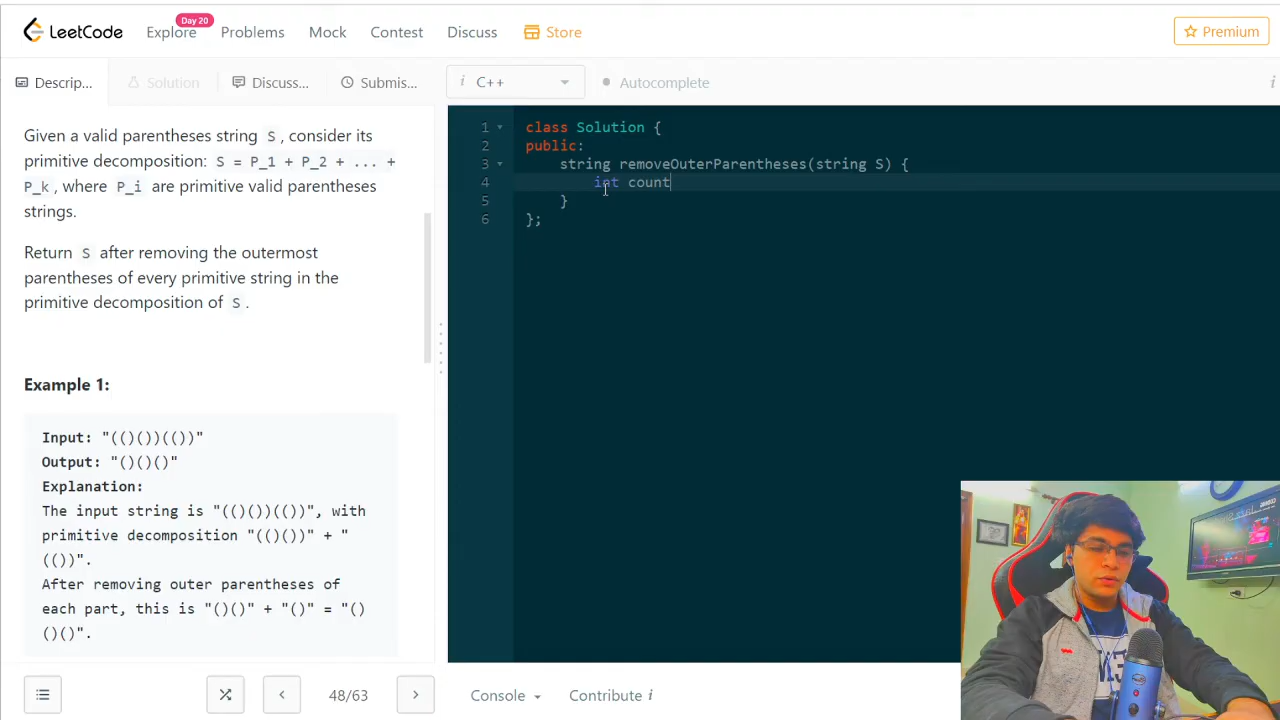 LeetCode
Day 20
Explore
Problems
Mock
Contest
Discuss
Store
Premium
Descrip...
Solution
Discuss...
Submis...
i
C++
Autocomplete
i
Given a valid parentheses string S, consider its
primitive decomposition: S = P_1 + P_2 + ... +
P_k, where P_i are primitive valid parentheses
strings.
Return S after removing the outermost
parentheses of every primitive string in the
primitive decomposition of S.
Example 1:
Input: "(()())(())"
Output: "()()()"
Explanation:
The input string is "(()())(())", with
primitive decomposition "(()())" + "
(())".
After removing outer parentheses of
each part, this is "()()" + "()" = "()
()()".
1 class Solution {
2 public:
3 string removeOuterParentheses(string S) {
4 int count
5 }
6 };
48/63
Console
Contribute i